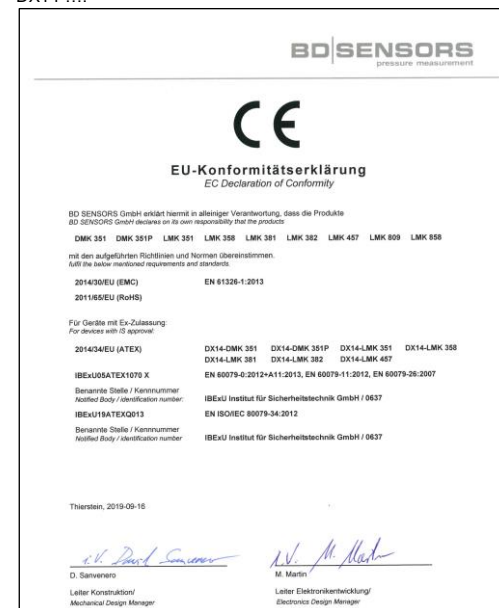 BD SENSORS
pressure measurement
CE
EU-Konformitätserklärung
EC Declaration of Conformity
BD SENSORS GmbH erklärt hiermit in alleiniger Verantwortung, dass die Produkte
BD SENSORS GmbH declares on its own responsibility that the products
DMK 351 DMK 351P LMK 351 LMK 358 LMK 381 LMK 382 LMK 457 LMK 809 LMK 858
mit den aufgeführten Richtlinien und Normen übereinstimmen.
fulfil the below mentioned requirements and standards.
2014/30/EU (EMC) EN 61326-1:2013
2011/65/EU (RoHS)
Für Geräte mit Ex-Zulassung:
For devices with IS approval:
2014/34/EU (ATEX) DX14-DMK 351 DX14-DMK 351P DX14-LMK 351 DX14-LMK 358
DX14-LMK 381 DX14-LMK 382 DX14-LMK 457
IBExU05ATEX1070 X EN 60079-0:2012+A11:2013, EN 60079-11:2012, EN 60079-26:2007
Benannte Stelle / Kennnummer
Notified Body / identification number: IBExU Institut für Sicherheitstechnik GmbH / 0637
IBExU19ATEXQ013 EN ISO/IEC 80079-34:2012
Benannte Stelle / Kennnummer
Notified Body / identification number IBExU Institut für Sicherheitstechnik GmbH / 0637
Thierstein, 2019-09-16
i.V. David Sanvenero i.V. M. Martin
D. Sanvenero M. Martin
Leiter Konstruktion/ Leiter Elektronikentwicklung/
Mechanical Design Manager Electronics Design Manager